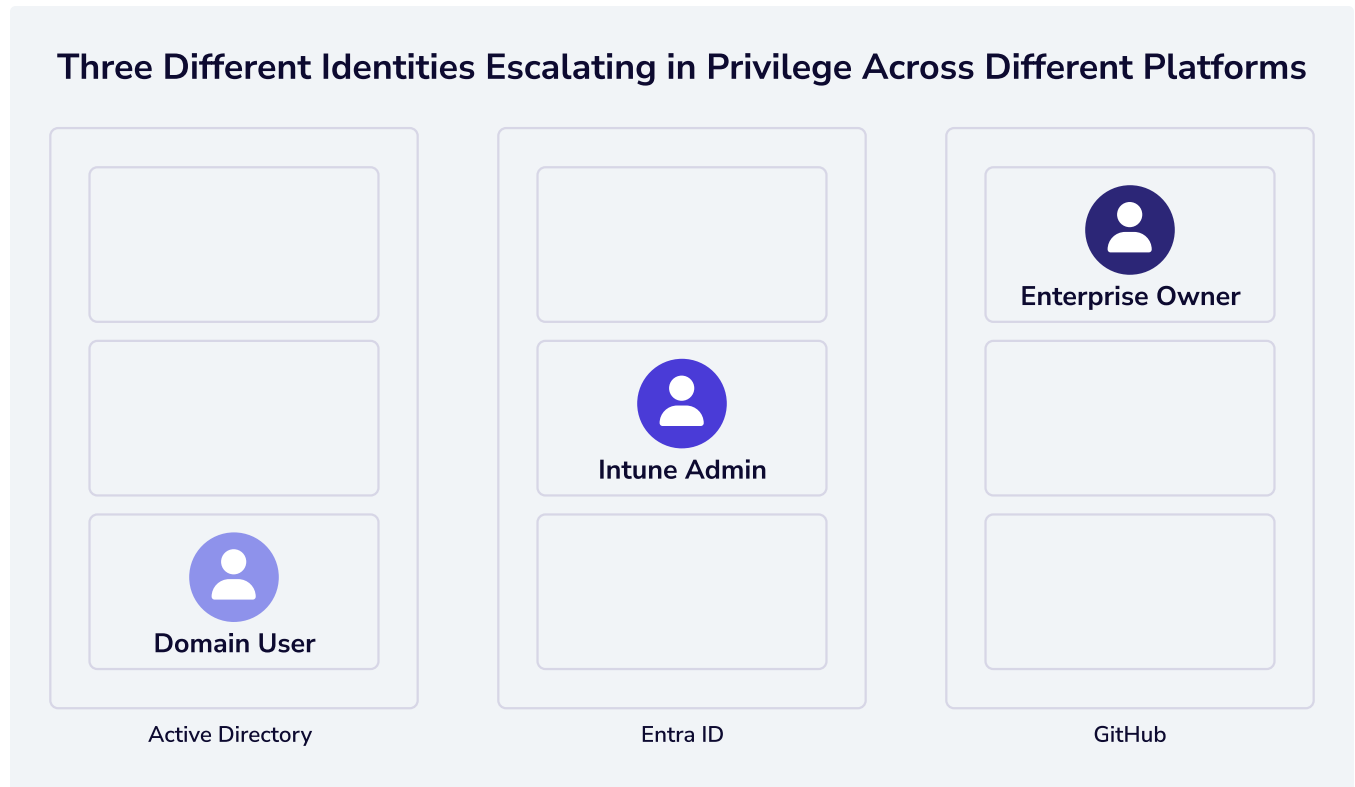 Three Different Identities Escalating in Privilege Across Different Platforms
Enterprise Owner
Intune Admin
Domain User
Active Directory
Entra ID
GitHub